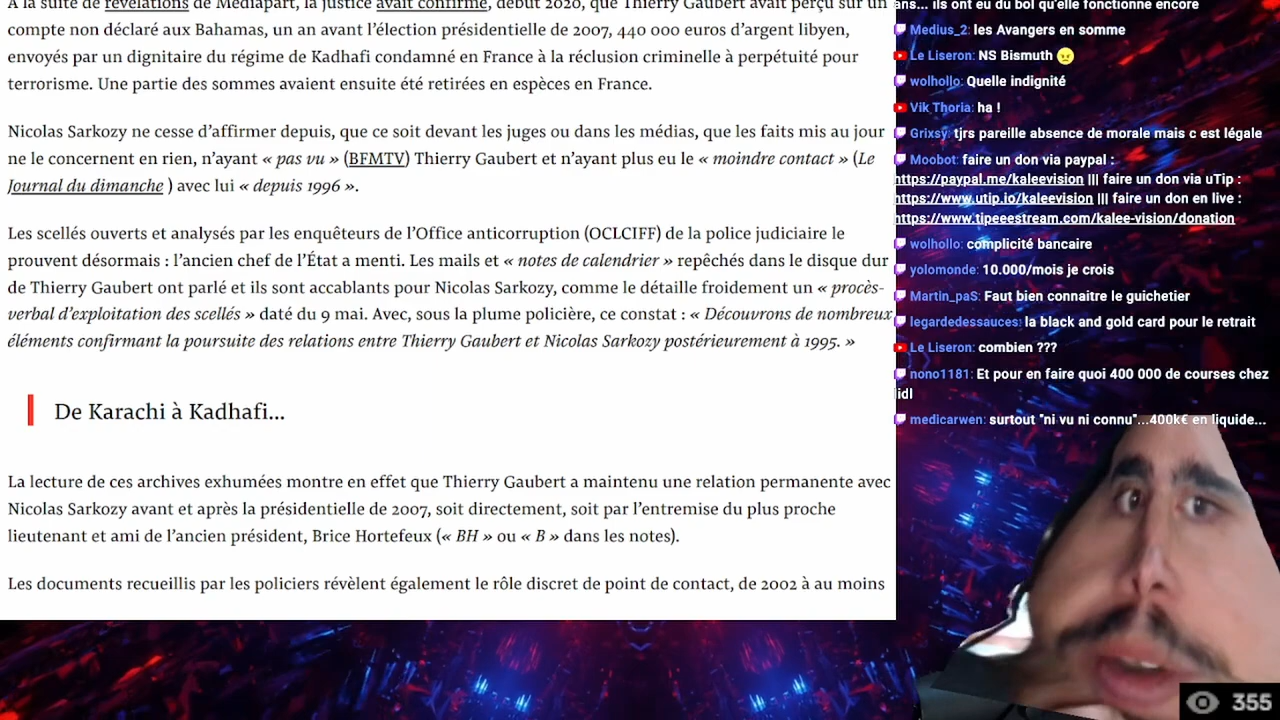 À la suite de révélations de Mediapart, la justice avait confirmé, début 2020, que Thierry Gaubert avait perçu sur un
compte non déclaré aux Bahamas, un an avant l’élection présidentielle de 2007, 440 000 euros d’argent libyen,
envoyés par un dignitaire du régime de Kadhafi condamné en France à la réclusion criminelle à perpétuité pour
terrorisme. Une partie des sommes avaient ensuite été retirées en espèces en France.
Nicolas Sarkozy ne cesse d’affirmer depuis, que ce soit devant les juges ou dans les médias, que les faits mis au jour
ne le concernent en rien, n’ayant « pas vu » (BFMTV) Thierry Gaubert et n’ayant plus eu le « moindre contact » (Le
Journal du dimanche ) avec lui « depuis 1996 ».
Les scellés ouverts et analysés par les enquêteurs de l’Office anticorruption (OCLCIFF) de la police judiciaire le
prouvent désormais : l’ancien chef de l’État a menti. Les mails et « notes de calendrier » repêchés dans le disque dur
de Thierry Gaubert ont parlé et ils sont accablants pour Nicolas Sarkozy, comme le détaille froidement un « procès-
verbal d’exploitation des scellés » daté du 9 mai. Avec, sous la plume policière, ce constat : « Découvrons de nombreux
éléments confirmant la poursuite des relations entre Thierry Gaubert et Nicolas Sarkozy postérieurement à 1995. »
De Karachi à Kadhafi...
La lecture de ces archives exhumées montre en effet que Thierry Gaubert a maintenu une relation permanente avec
Nicolas Sarkozy avant et après la présidentielle de 2007, soit directement, soit par l’entremise du plus proche
lieutenant et ami de l’ancien président, Brice Hortefeux (« BH » ou « B » dans les notes).
Les documents recueillis par les policiers révèlent également le rôle discret de point de contact, de 2002 à au moins
ans... ils ont eu du bol qu'elle fonctionne encore
Medius_2: les Avangers en somme
Le Liseron: NS Bismuth 😠
wolhollo: Quelle indignité
Vik Thoria: ha !
Grixsy: tjrs pareille absence de morale mais c est légale
Moobot: faire un don via paypal :
https://paypal.me/kaleevision ||| faire un don via uTip :
https://www.utip.io/kaleevision ||| faire un don en live :
https://www.tipeeestream.com/kalee-vision/donation
wolhollo: complicité bancaire
yolomonde: 10.000/mois je crois
Martin_paS: Faut bien connaitre le guichetier
legardedessauces: la black and gold card pour le retrait
Le Liseron: combien ???
nono1181: Et pour en faire quoi 400 000 de courses chez
lidl
medicarwen: surtout "ni vu ni connu"...400k€ en liquide...
355